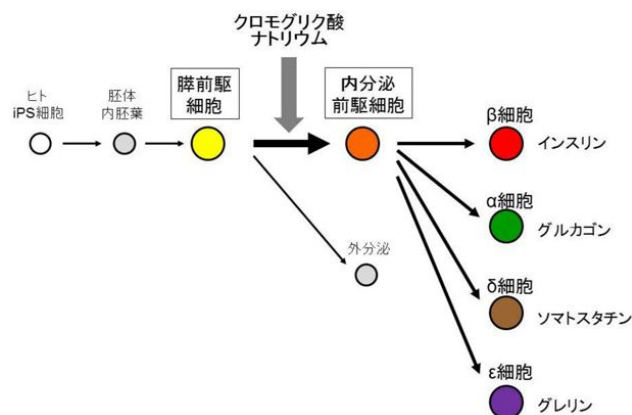 クロモグリク酸
ナトリウム
ヒト
iPS細胞
胚体
内胚葉
膵前駆
細胞
内分泌
前駆細胞
β細胞
インスリン
α細胞
グルカゴン
外分泌
δ細胞
ソマトスタチン
ε細胞
グレリン